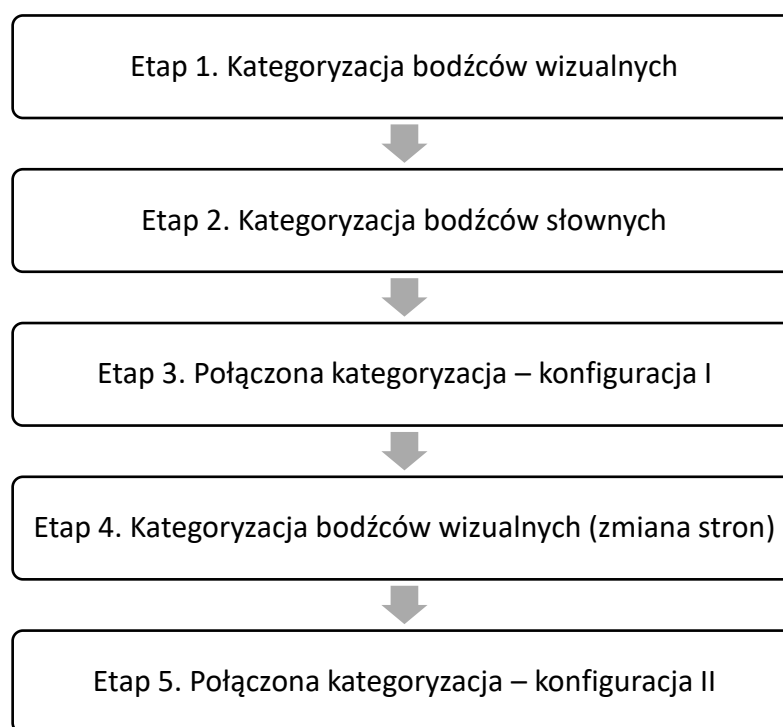 Etap 1. Kategoryzacja bodźców wizualnych
Etap 2. Kategoryzacja bodźców słownych
Etap 3. Połączona kategoryzacja – konfiguracja I
Etap 4. Kategoryzacja bodźców wizualnych (zmiana stron)
Etap 5. Połączona kategoryzacja – konfiguracja II